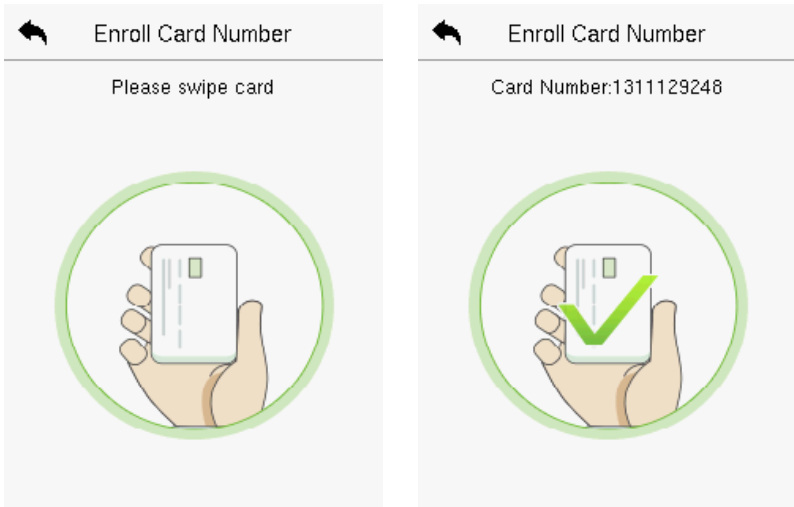 Enroll Card Number
Please swipe card
Enroll Card Number
Card Number:1311129248